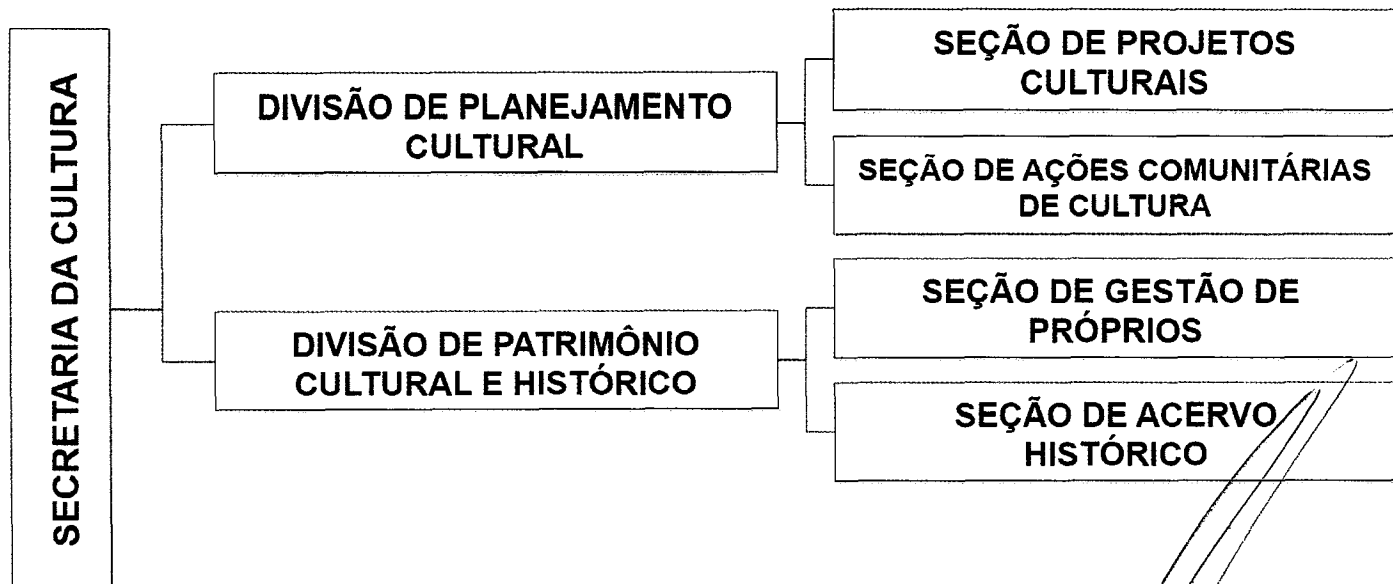 SECRETARIA DA CULTURA
DIVISÃO DE PLANEJAMENTO
CULTURAL
SEÇÃO DE PROJETOS
CULTURAIS
SEÇÃO DE AÇÕES COMUNITÁRIAS
DE CULTURA
DIVISÃO DE PATRIMÔNIO
CULTURAL E HISTÓRICO
SEÇÃO DE GESTÃO DE
PRÓPRIOS
SEÇÃO DE ACERVO
HISTÓRICO